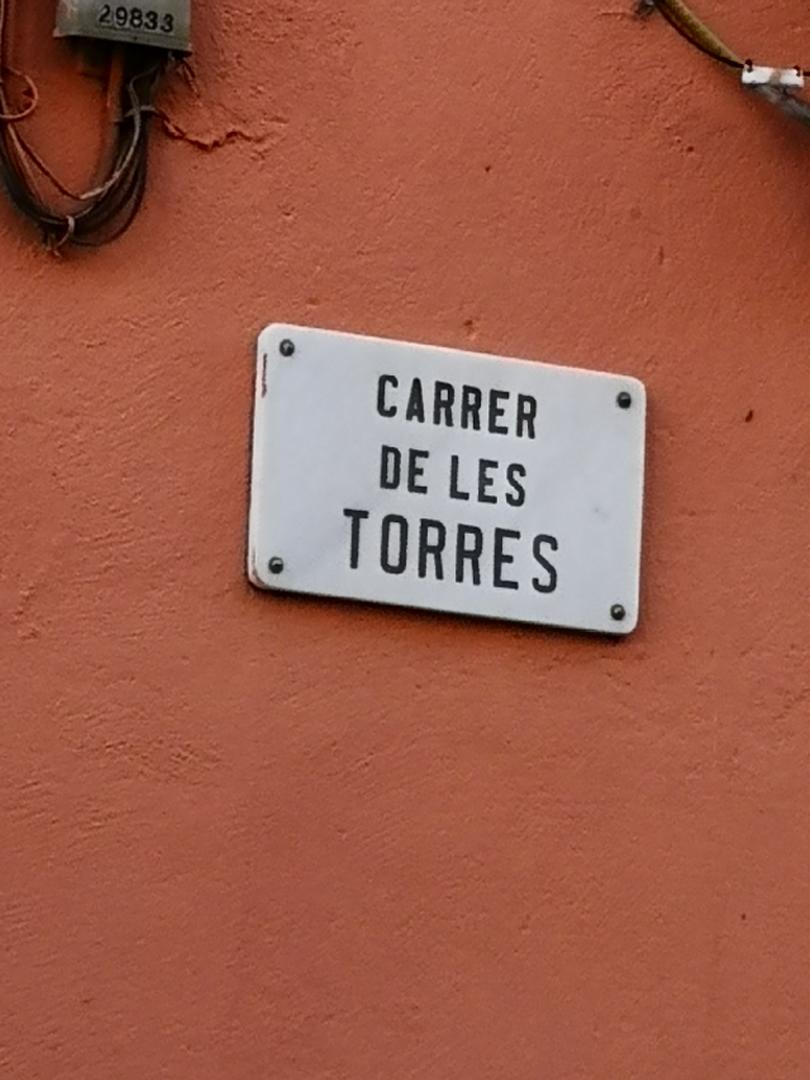 29833
CARRER
DE LES
TORRES